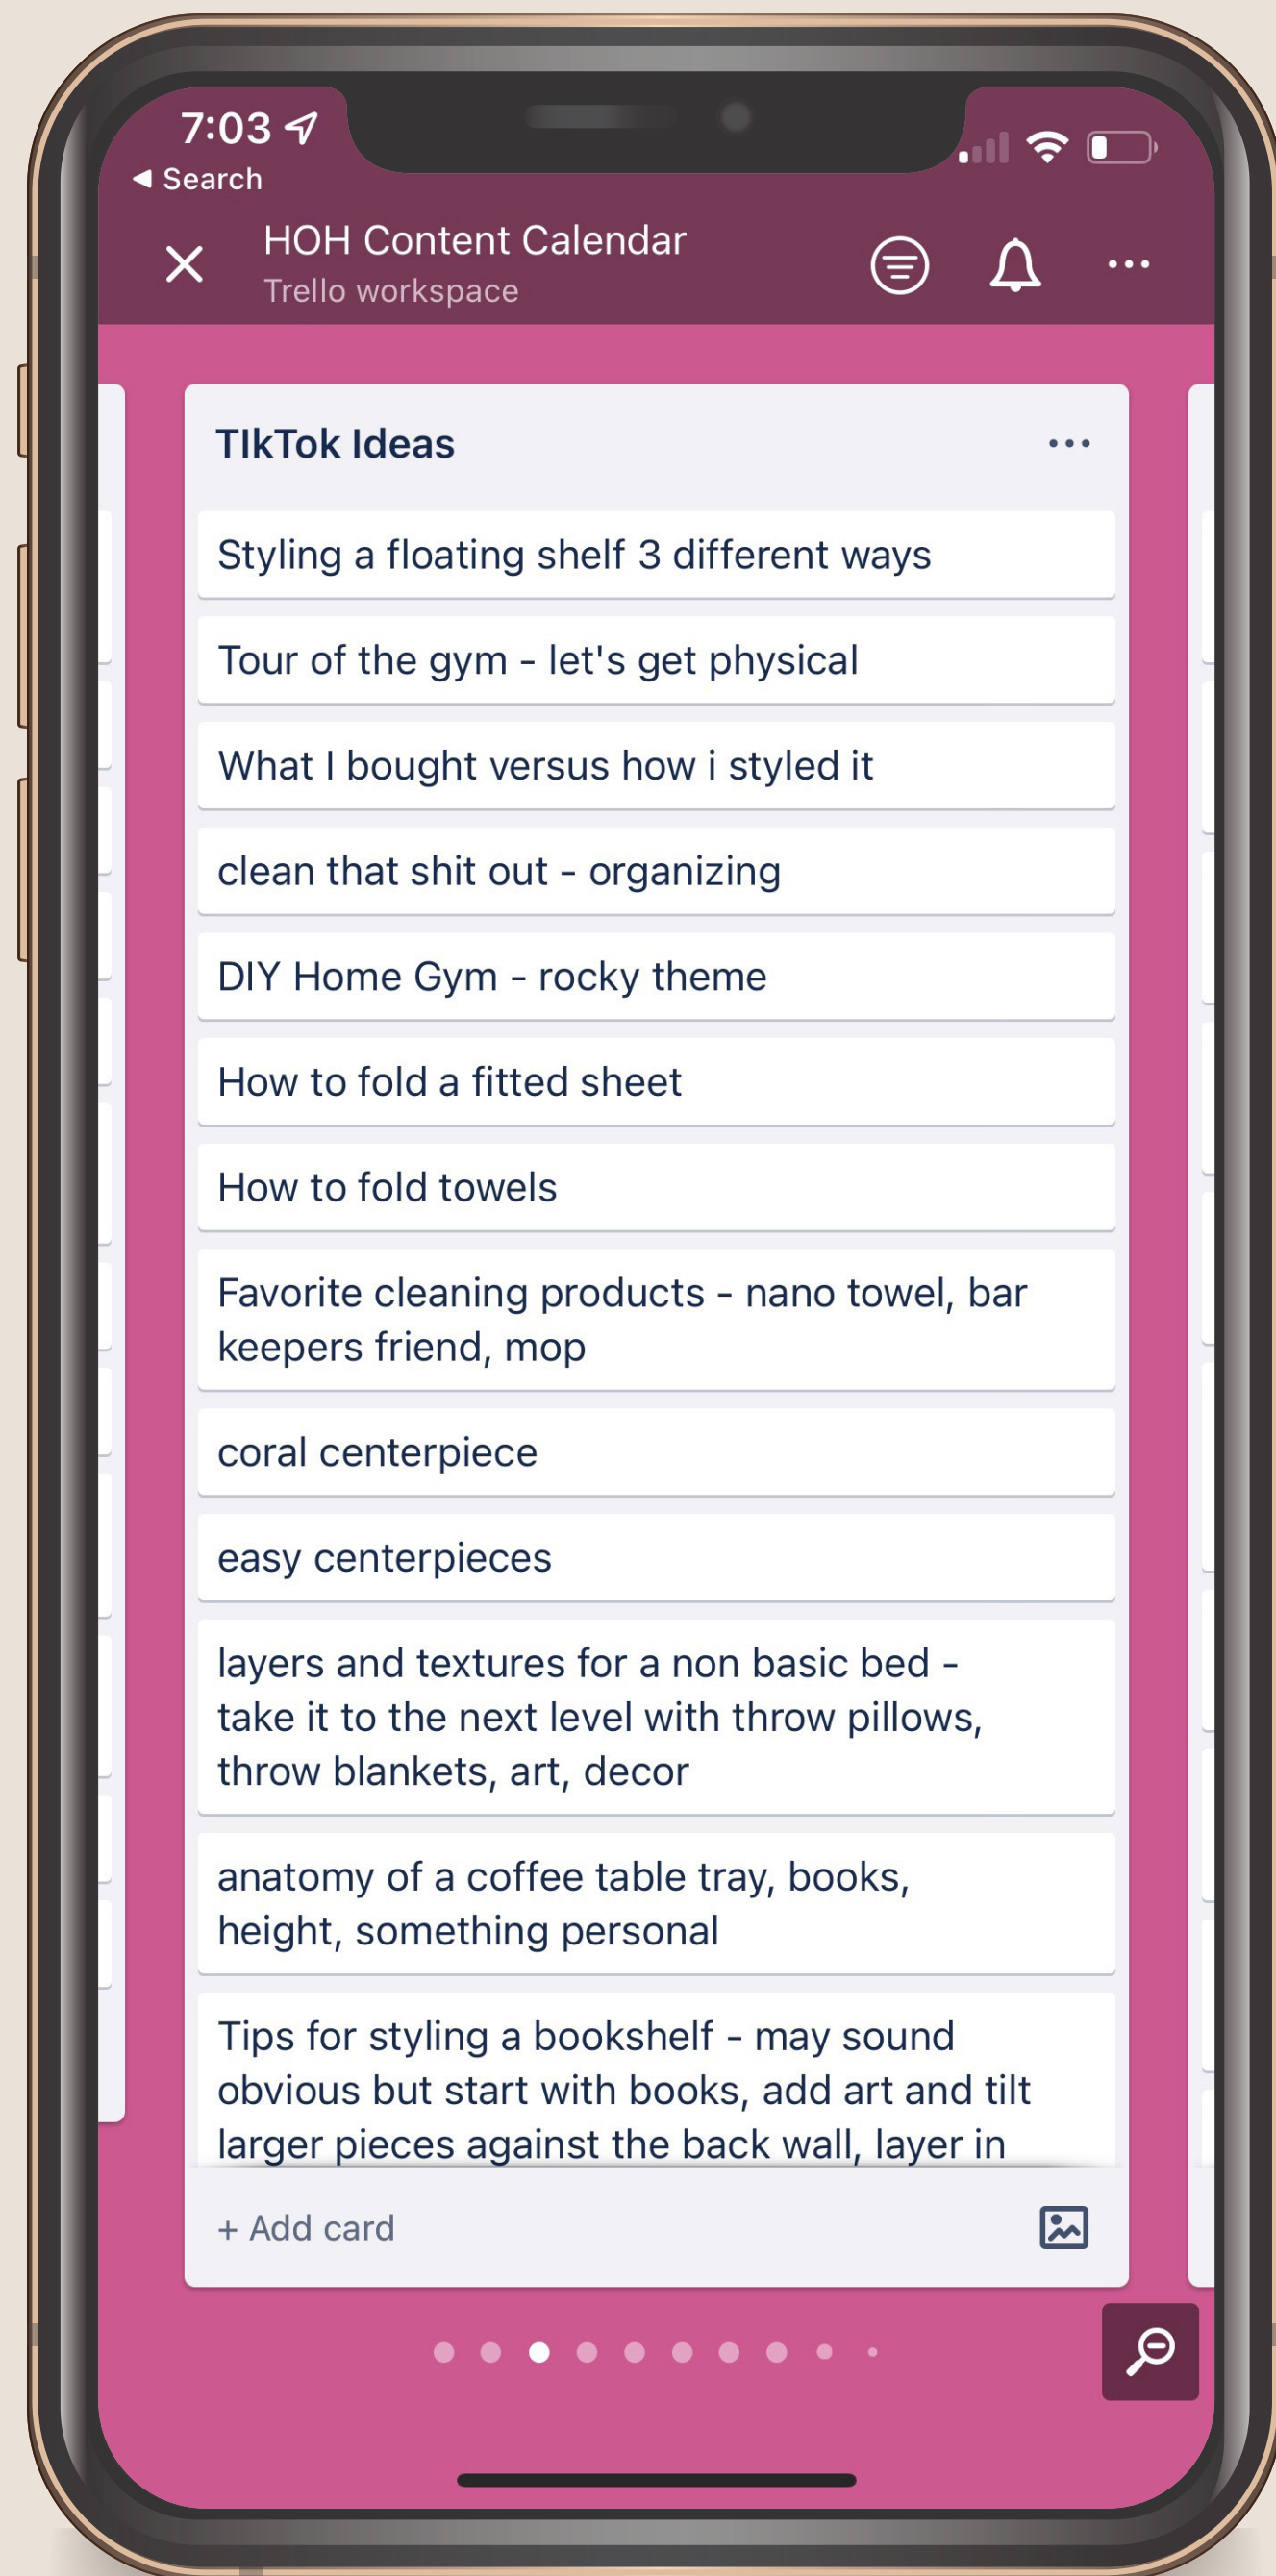 7:03
Search
HOH Content Calendar
Trello workspace
TIkTok Ideas
Styling a floating shelf 3 different ways
Tour of the gym - let's get physical
What I bought versus how i styled it
clean that shit out - organizing
DIY Home Gym - rocky theme
How to fold a fitted sheet
How to fold towels
Favorite cleaning products - nano towel, bar
keepers friend, mop
coral centerpiece
easy centerpieces
layers and textures for a non basic bed -
take it to the next level with throw pillows,
throw blankets, art, decor
anatomy of a coffee table tray, books,
height, something personal
Tips for styling a bookshelf - may sound
obvious but start with books, add art and tilt
larger pieces against the back wall, layer in
+ Add card